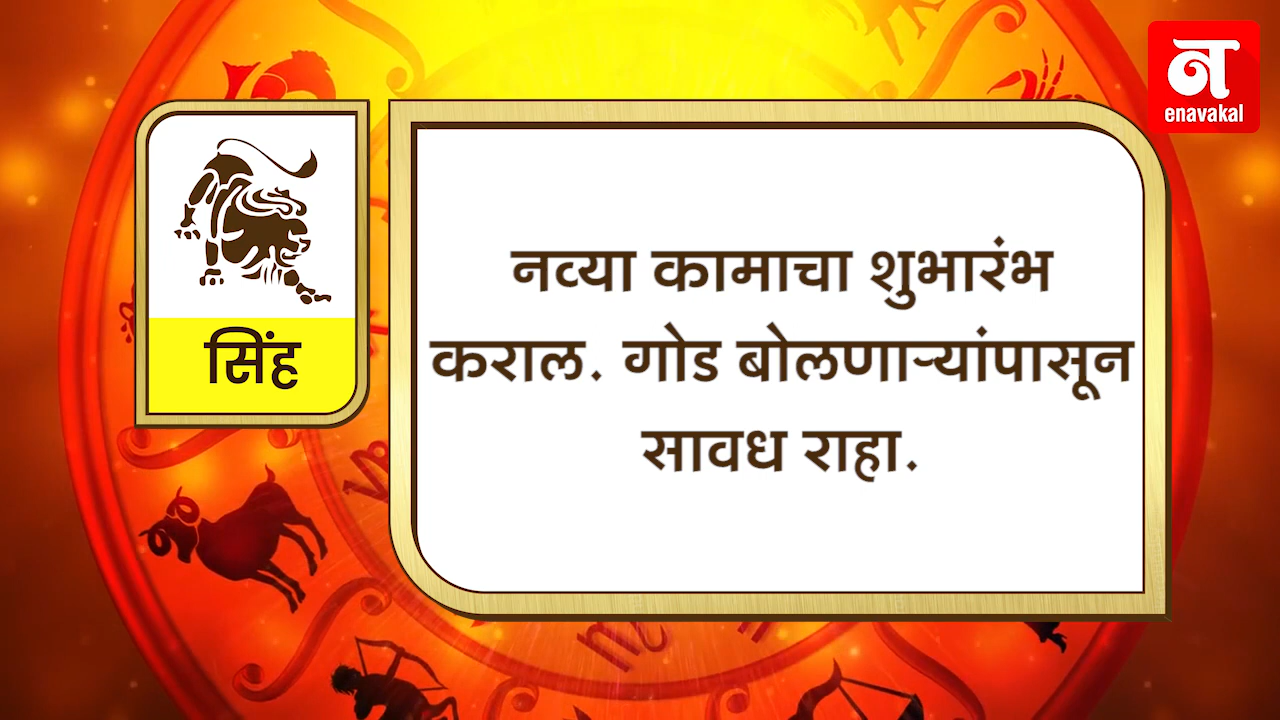 न
enavakal
सिंह
नव्या कामाचा शुभारंभ
कराल. गोड बोलणाऱ्यांपासून
सावध राहा.